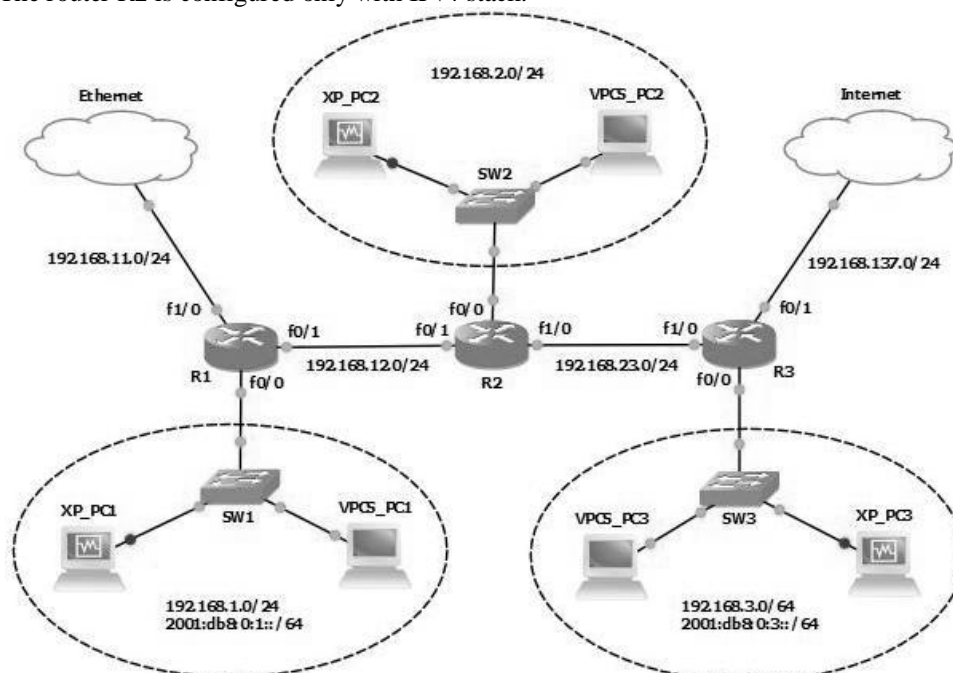 The router R2 is configured only with IPv4 stack.
192.168.2.0/ 24
Ethernet
XP_PC2
VPCS_PC2
Internet
SW2
192.168.11.0/24
192.168.137.0/ 24
f1/ 0
f0/0
f0/1
f0/1
f0/1
f1/0
f1/0
192.168.12.0/24
192.168.23.0/ 24
R1
f0/0
R2
f0/0
R3
XP_PC1
SW1
VPCS_PC1
VPCS_PC3
SW3
XP_PC3
192.168.1.0/ 24
2001:db8:0:1::/ 64
192.168.3.0/ 64
2001:db8:0:3::/ 64